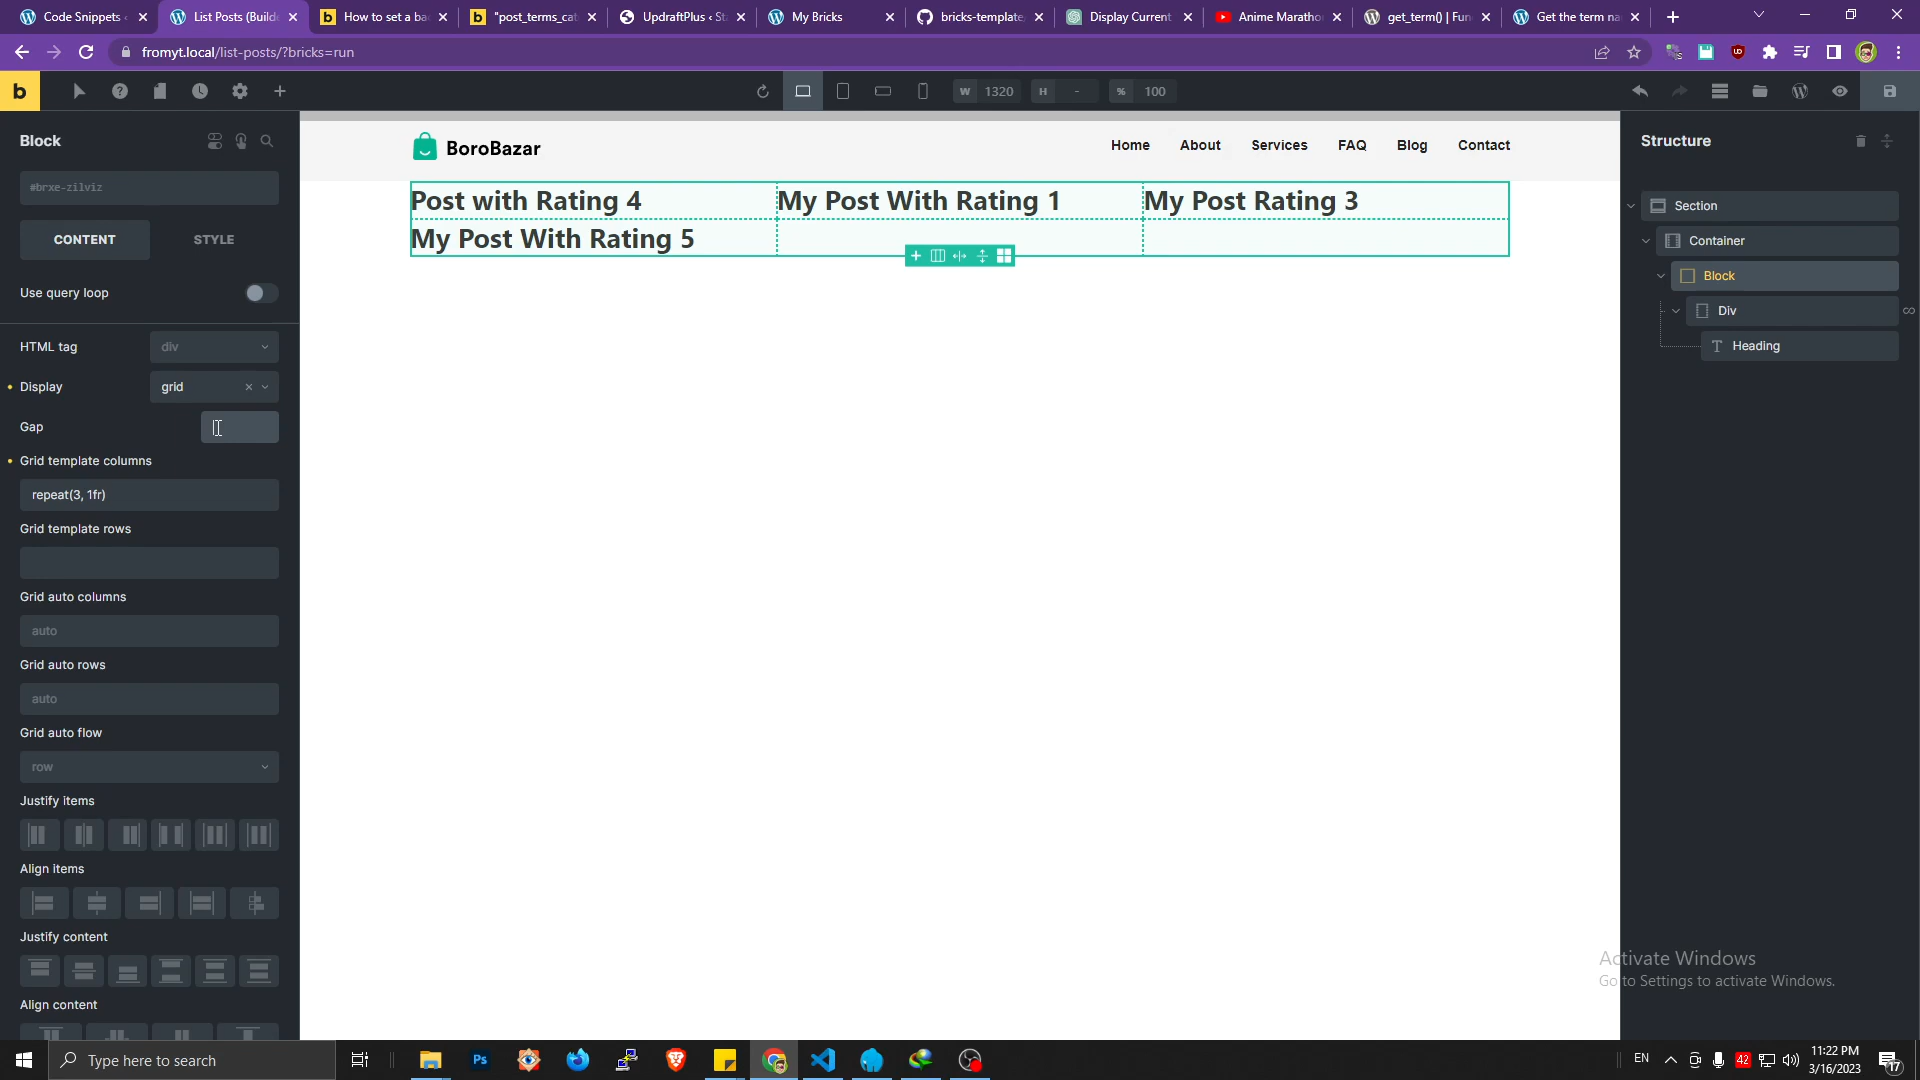 Code Snippets ‹
List Posts (Build
How to set a ba
"post_terms_ca
UpdraftPlus ‹ St
My Bricks
bricks-template
Display Current
Anime Marath
get_term() | Fun
Get the term na
fromyt.local/list-posts/?bricks=run
b
W 1320 H - % 100
Block
#brxe-zilviz
CONTENT STYLE
Use query loop
HTML tag div
Display grid
Gap
Grid template columns
repeat(3, 1fr)
Grid template rows
Grid auto columns
auto
Grid auto rows
auto
Grid auto flow
row
Justify items
Align items
Justify content
Align content
BoroBazar
Home About Services FAQ Blog Contact
Post with Rating 4
My Post With Rating 1
My Post Rating 3
My Post With Rating 5
Structure
Section
Container
Block
Div
Heading
Activate Windows
Go to Settings to activate Windows.
Type here to search
Ps
EN
42
11:22 PM
3/16/2023
17